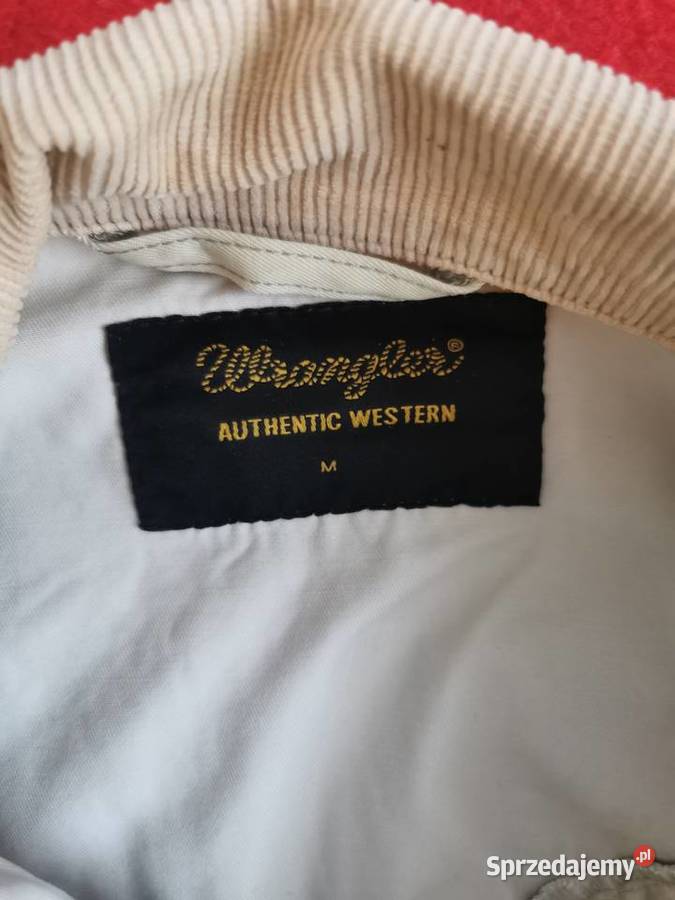 Wrangler®
AUTHENTIC WESTERN
M
Sprzedajemy.pl